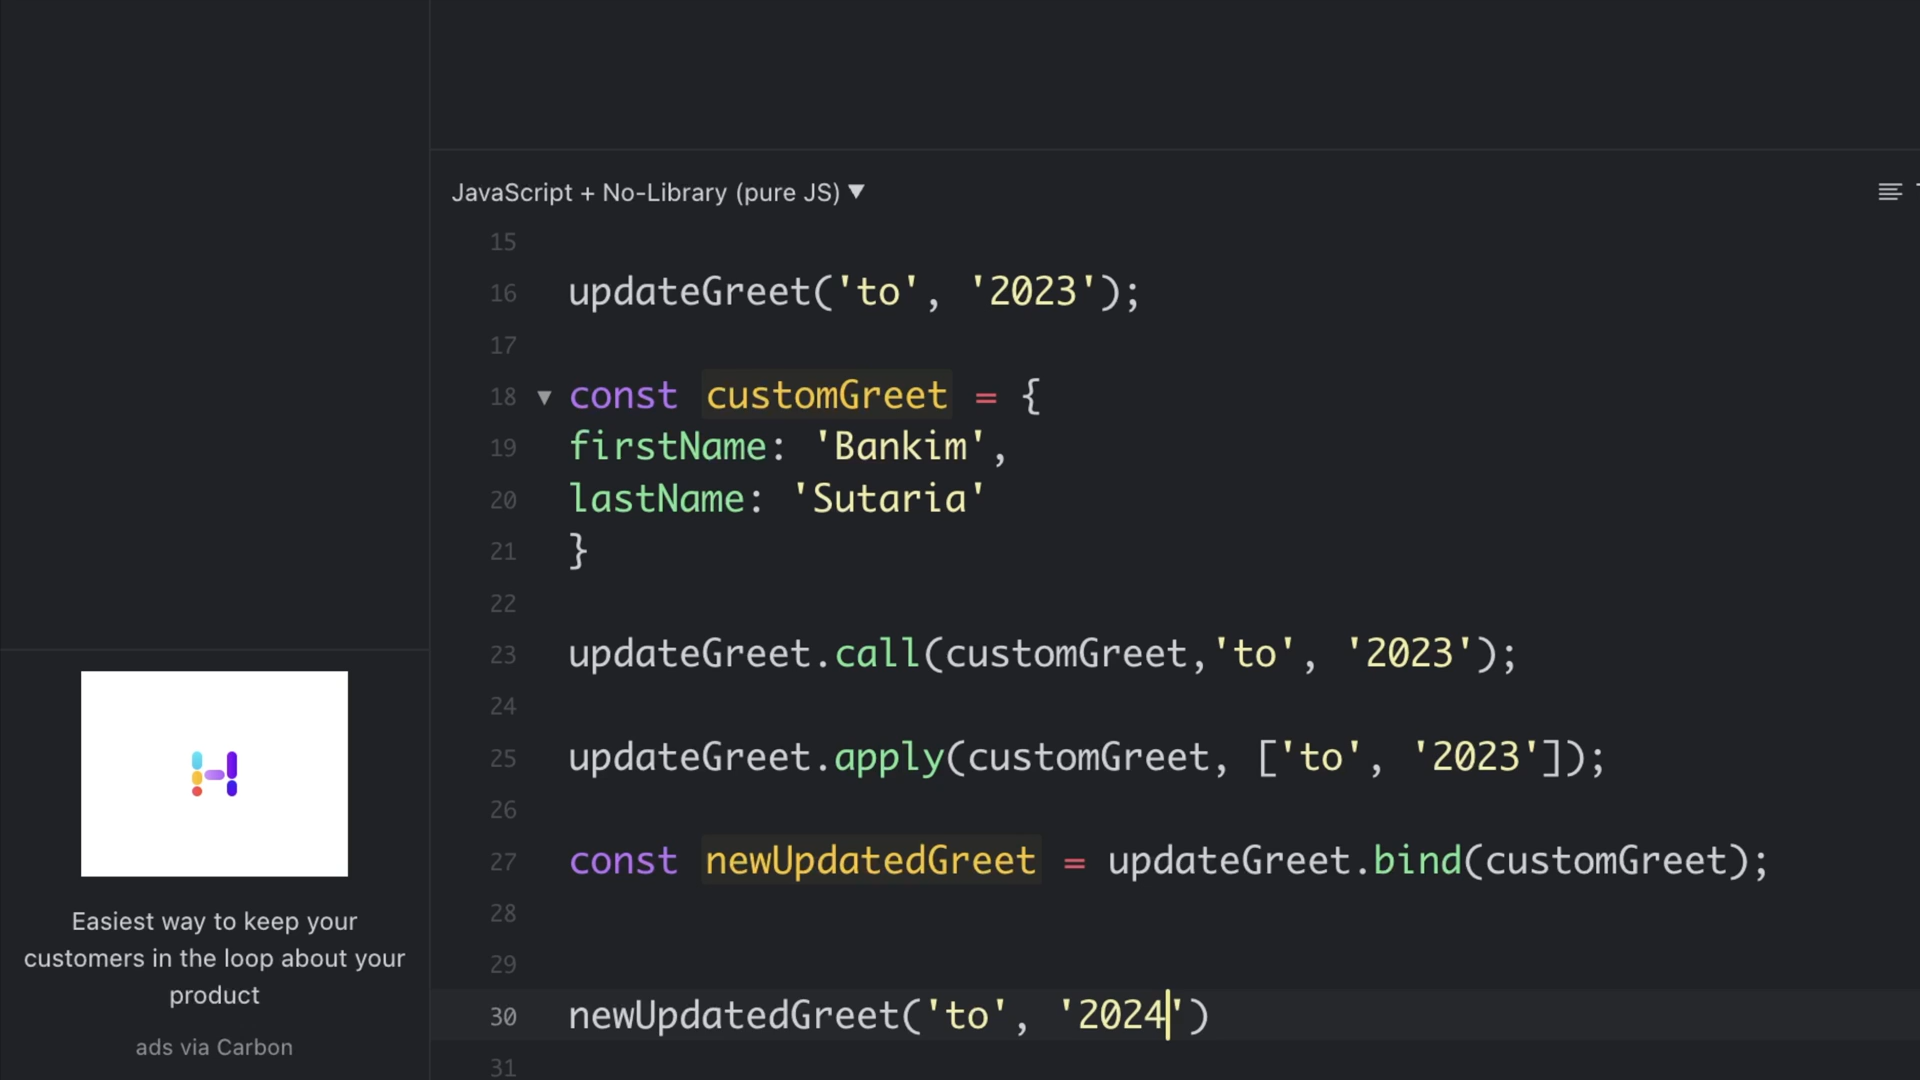 JavaScript + No-Library (pure JS) ▼
15
16 updateGreet('to', '2023');
17
18 ▼ const customGreet = {
19 firstName: 'Bankim',
20 lastName: 'Sutaria'
21 }
22
23 updateGreet.call(customGreet,'to', '2023');
24
25 updateGreet.apply(customGreet, ['to', '2023']);
26
27 const newUpdatedGreet = updateGreet.bind(customGreet);
28
29
30 newUpdatedGreet('to', '2024')
31
Easiest way to keep your
customers in the loop about your
product
ads via Carbon